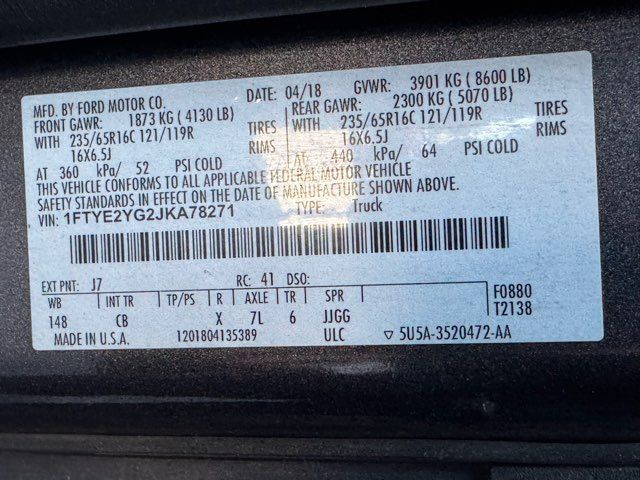 MFD. BY FORD MOTOR CO. DATE: 04/18 GVWR: 3901 KG (8600 LB)
FRONT GAWR: 1873 KG (4130 LB) REAR GAWR: 2300 KG (5070 LB)
WITH 235/65R16C 121/119R TIRES WITH 235/65R16C 121/119R TIRES
16X6.5J RIMS 16X6.5J RIMS
AT 360 kPa/ 52 PSI COLD AT 440 kPa/ 64 PSI COLD
THIS VEHICLE CONFORMS TO ALL APPLICABLE FEDERAL MOTOR VEHICLE
SAFETY STANDARDS IN EFFECT ON THE DATE OF MANUFACTURE SHOWN ABOVE.
VIN: 1FTYE2YG2JKA78271 TYPE: Truck
EXT PNT: J7 RC: 41 DSO:
WB INT TR TP/PS R AXLE TR SPR F0880
148 CB X 7L 6 JJGG T2138
MADE IN U.S.A. 1201804135389 ULC ▽ 5U5A-3520472-AA